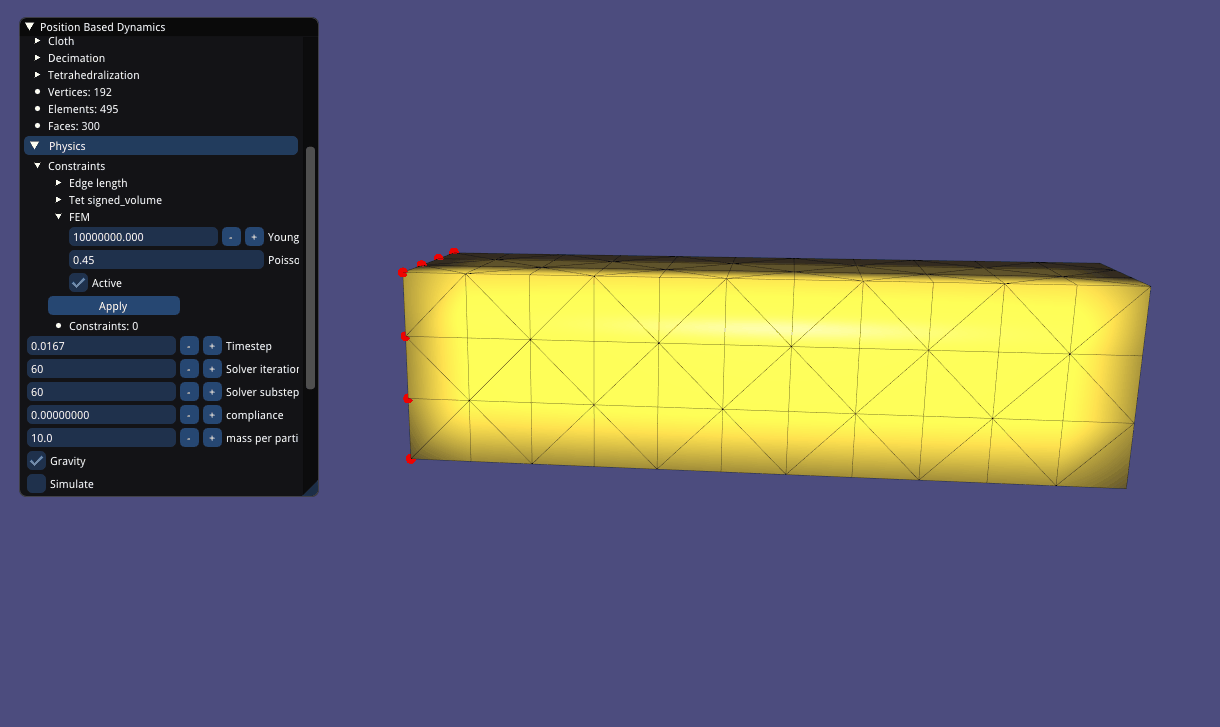 Position Based Dynamics
Cloth
Decimation
Tetrahedralization
Vertices: 192
Elements: 495
Faces: 300
Physics
Constraints
Edge length
Tet signed_volume
FEM
10000000.000 - + Young
0.45 Poisso
Active
Apply
Constraints: 0
0.0167 - + Timestep
60 - + Solver iteration
60 - + Solver substep
0.00000000 - + compliance
10.0 - + mass per parti
Gravity
Simulate